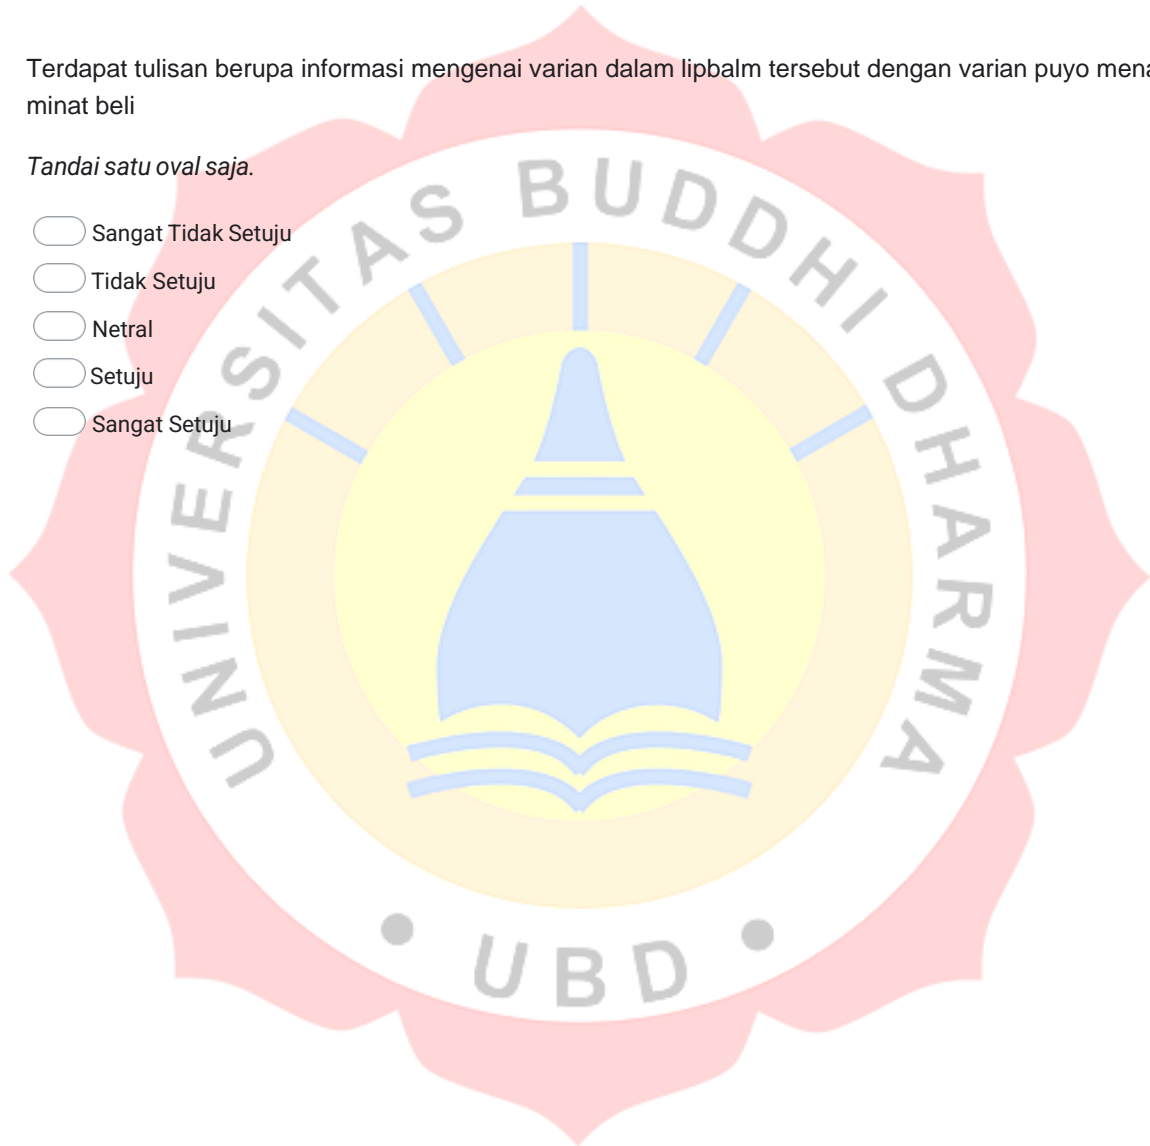 Terdapat tulisan berupa informasi mengenai varian dalam lipbalm tersebut dengan varian puyo
minat beli
Tandai satu oval saja.
Sangat Tidak Setuju
Tidak Setuju
Netral
Setuju
Sangat Setuju
UNIVERSITAS BUDDHI DHARMA
• UBD •